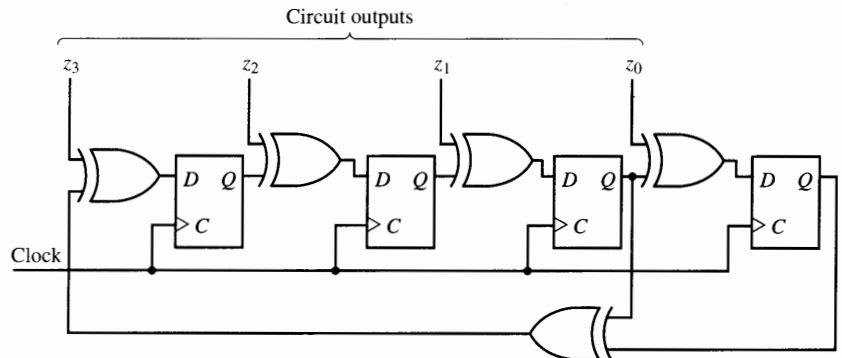 Circuit outputs
z3 z2 z1 z0
D Q D Q D Q D Q
C C C C
Clock